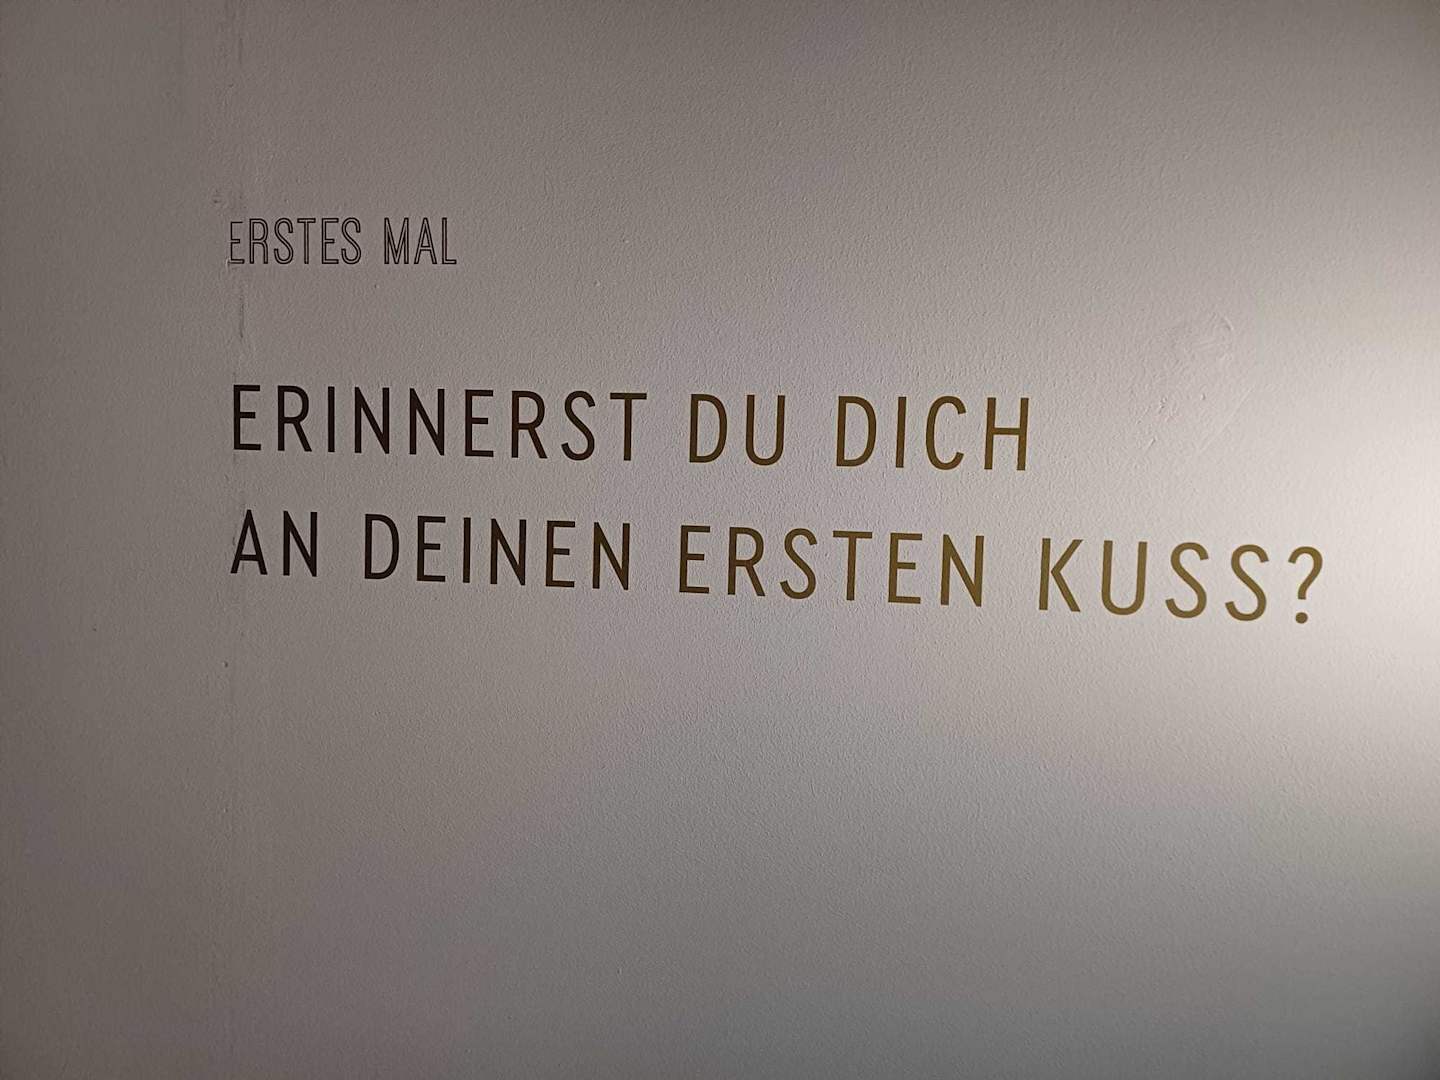 ERSTES MAL
ERINNERST DU DICH
AN DEINEN ERSTEN KUSS?